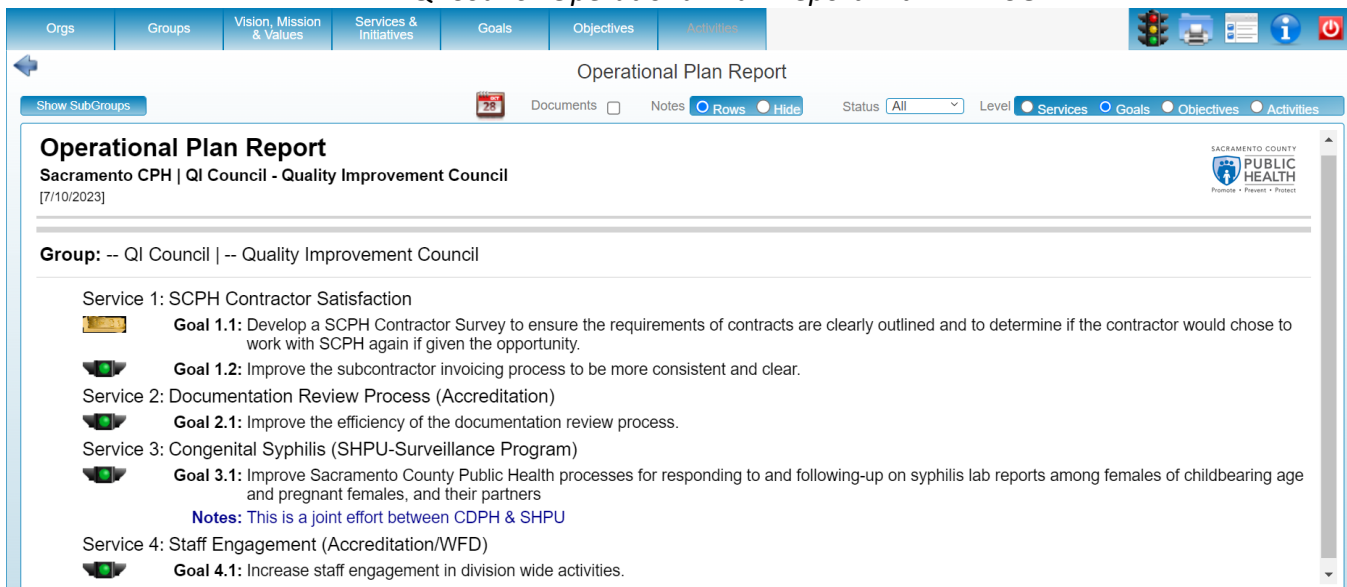 Orgs Groups Vision, Mission & Values Services & Initiatives Goals Objectives Activities
Operational Plan Report
Show SubGroups OCT 28 Documents Notes Rows Hide Status All Level Services Goals Objectives Activities
Operational Plan Report
Sacramento CPH | QI Council - Quality Improvement Council
[7/10/2023]
SACRAMENTO COUNTY
PUBLIC
HEALTH
Promote • Prevent • Protect
Group: -- QI Council | -- Quality Improvement Council
Service 1: SCPH Contractor Satisfaction
Goal 1.1: Develop a SCPH Contractor Survey to ensure the requirements of contracts are clearly outlined and to determine if the contractor would chose to
work with SCPH again if given the opportunity.
Goal 1.2: Improve the subcontractor invoicing process to be more consistent and clear.
Service 2: Documentation Review Process (Accreditation)
Goal 2.1: Improve the efficiency of the documentation review process.
Service 3: Congenital Syphilis (SHPU-Surveillance Program)
Goal 3.1: Improve Sacramento County Public Health processes for responding to and following-up on syphilis lab reports among females of childbearing age
and pregnant females, and their partners
Notes: This is a joint effort between CDPH & SHPU
Service 4: Staff Engagement (Accreditation/WFD)
Goal 4.1: Increase staff engagement in division wide activities.